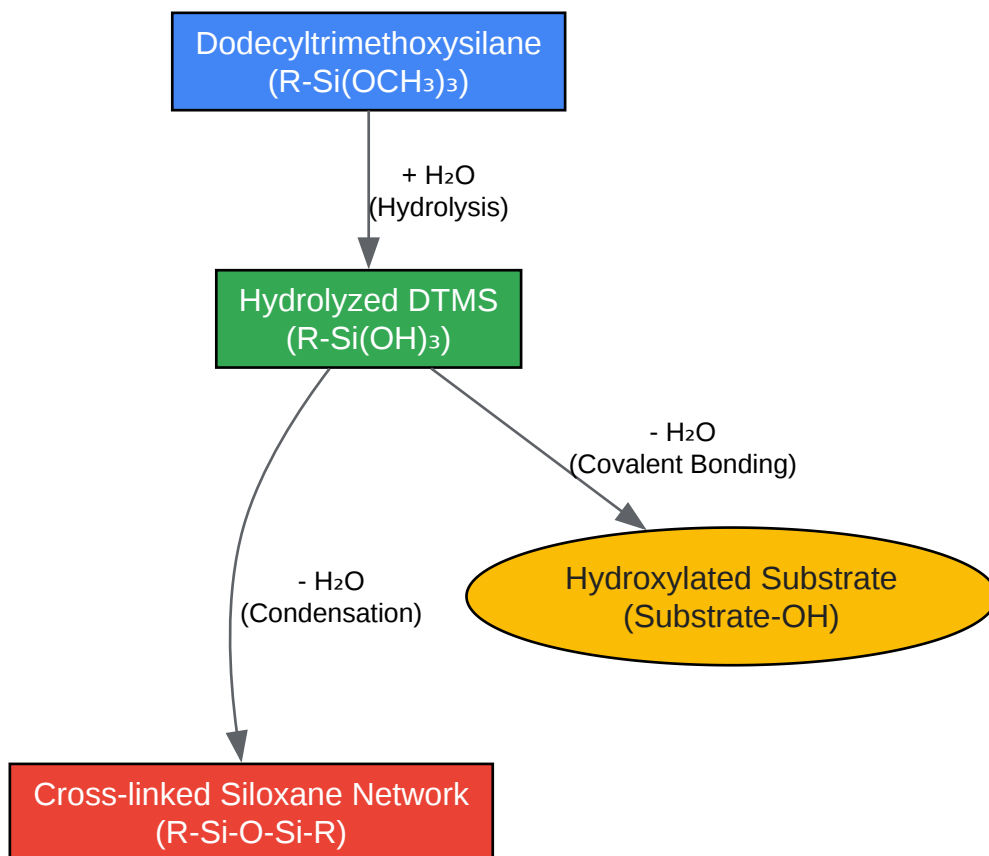 Dodecyltrimethoxysilane
(R-Si(OCH₃)₃)
+ H₂O
(Hydrolysis)
Hydrolyzed DTMS
(R-Si(OH)₃)
- H₂O
(Covalent Bonding)
Hydroxylated Substrate
(Substrate-OH)
- H₂O
(Condensation)
Cross-linked Siloxane Network
(R-Si-O-Si-R)